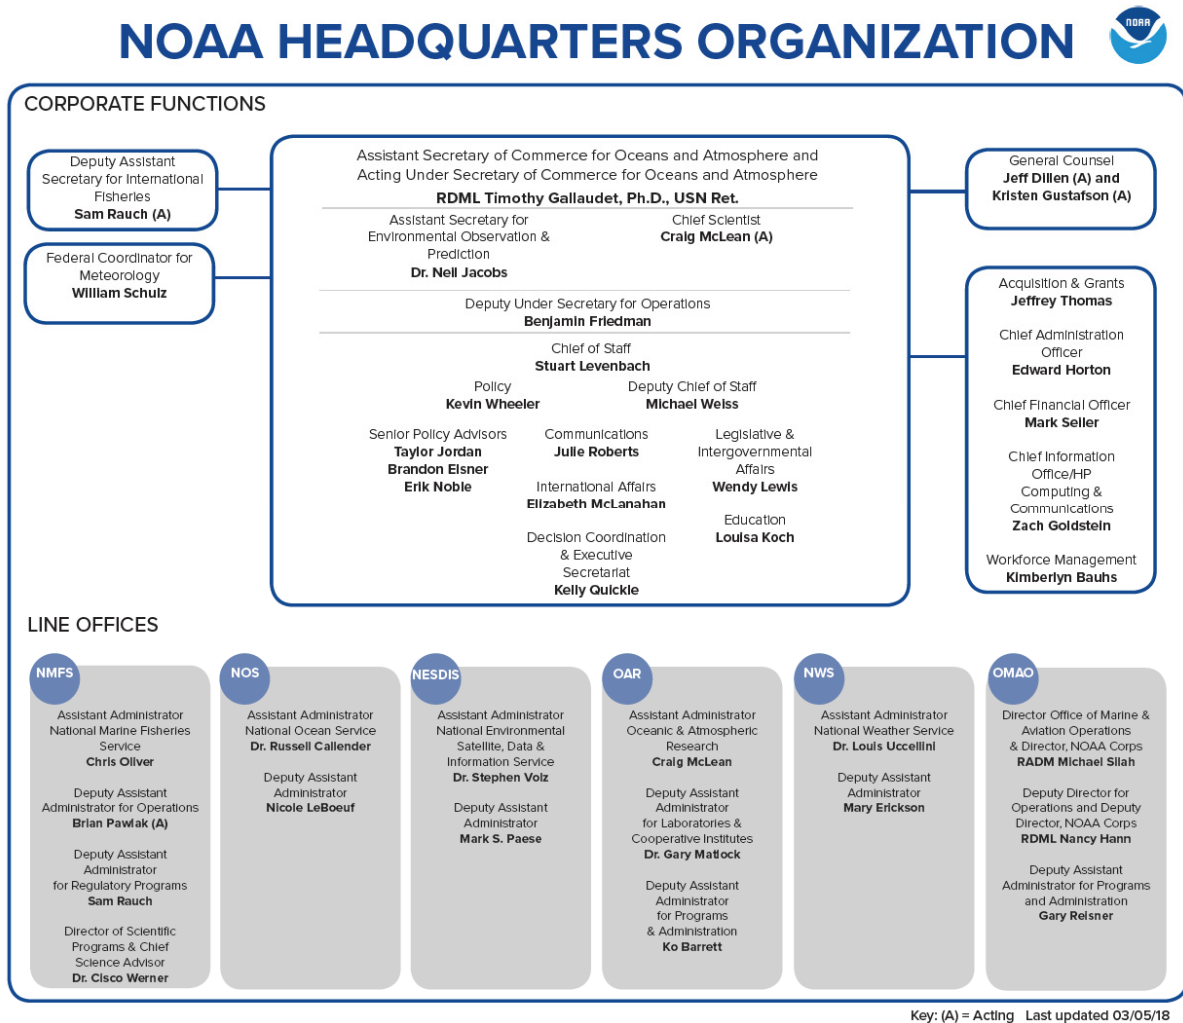 NOAA HEADQUARTERS ORGANIZATION
NOAA
CORPORATE FUNCTIONS
Deputy Assistant
Secretary for International
Fisheries
Sam Rauch (A)
Federal Coordinator for
Meteorology
William Schulz
Assistant Secretary of Commerce for Oceans and Atmosphere and
Acting Under Secretary of Commerce for Oceans and Atmosphere
RDML Timothy Gallaudet, Ph.D., USN Ret.
Assistant Secretary for
Environmental Observation &
Prediction
Dr. Neil Jacobs
Chief Scientist
Craig McLean (A)
Deputy Under Secretary for Operations
Benjamin Friedman
Chief of Staff
Stuart Levenbach
Policy
Kevin Wheeler
Deputy Chief of Staff
Michael Weiss
Senior Policy Advisors
Taylor Jordan
Brandon Elsner
Erik Noble
Communications
Julie Roberts
International Affairs
Elizabeth McLanahan
Decision Coordination
& Executive
Secretariat
Kelly Quickle
Legislative &
Intergovernmental
Affairs
Wendy Lewis
Education
Louisa Koch
General Counsel
Jeff Dillen (A) and
Kristen Gustafson (A)
Acquisition & Grants
Jeffrey Thomas
Chief Administration
Officer
Edward Horton
Chief Financial Officer
Mark Seiler
Chief Information
Office/HP
Computing &
Communications
Zach Goldstein
Workforce Management
Kimberlyn Bauhs
LINE OFFICES
NMFS
Assistant Administrator
National Marine Fisheries
Service
Chris Oliver
Deputy Assistant
Administrator for Operations
Brian Pawlak (A)
Deputy Assistant
Administrator
for Regulatory Programs
Sam Rauch
Director of Scientific
Programs & Chief
Science Advisor
Dr. Cisco Werner
NOS
Assistant Administrator
National Ocean Service
Dr. Russell Callender
Deputy Assistant
Administrator
Nicole LeBoeuf
NESDIS
Assistant Administrator
National Environmental
Satellite, Data &
Information Service
Dr. Stephen Volz
Deputy Assistant
Administrator
Mark S. Paese
OAR
Assistant Administrator
Oceanic & Atmospheric
Research
Craig McLean
Deputy Assistant
Administrator
for Laboratories &
Cooperative Institutes
Dr. Gary Matlock
Deputy Assistant
Administrator
for Programs
& Administration
Ko Barrett
NWS
Assistant Administrator
National Weather Service
Dr. Louis Uccellini
Deputy Assistant
Administrator
Mary Erickson
OMAO
Director Office of Marine &
Aviation Operations
& Director, NOAA Corps
RADM Michael Silah
Deputy Director for
Operations and Deputy
Director, NOAA Corps
RDML Nancy Hann
Deputy Assistant
Administrator for Programs
and Administration
Gary Reisner
Key: (A) = Acting Last updated 03/05/18